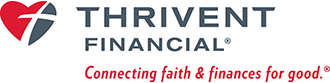 THRIVENT
FINANCIAL®
Connecting faith & finances for good.®